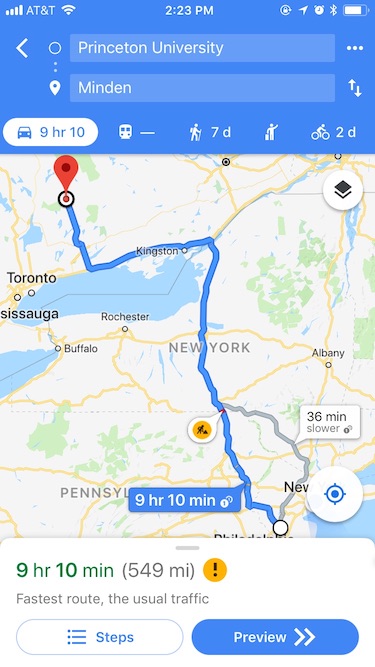 AT&T 2:23 PM
Princeton University
Minden
9 hr 10
—
7 d
2 d
Kingston
Toronto
sissauga
Rochester
Buffalo
NEW YORK
Albany
36 min
slower
PENNSYL
9 hr 10 min
New
Philadelphia
9 hr 10 min (549 mi)
Fastest route, the usual traffic
Steps
Preview